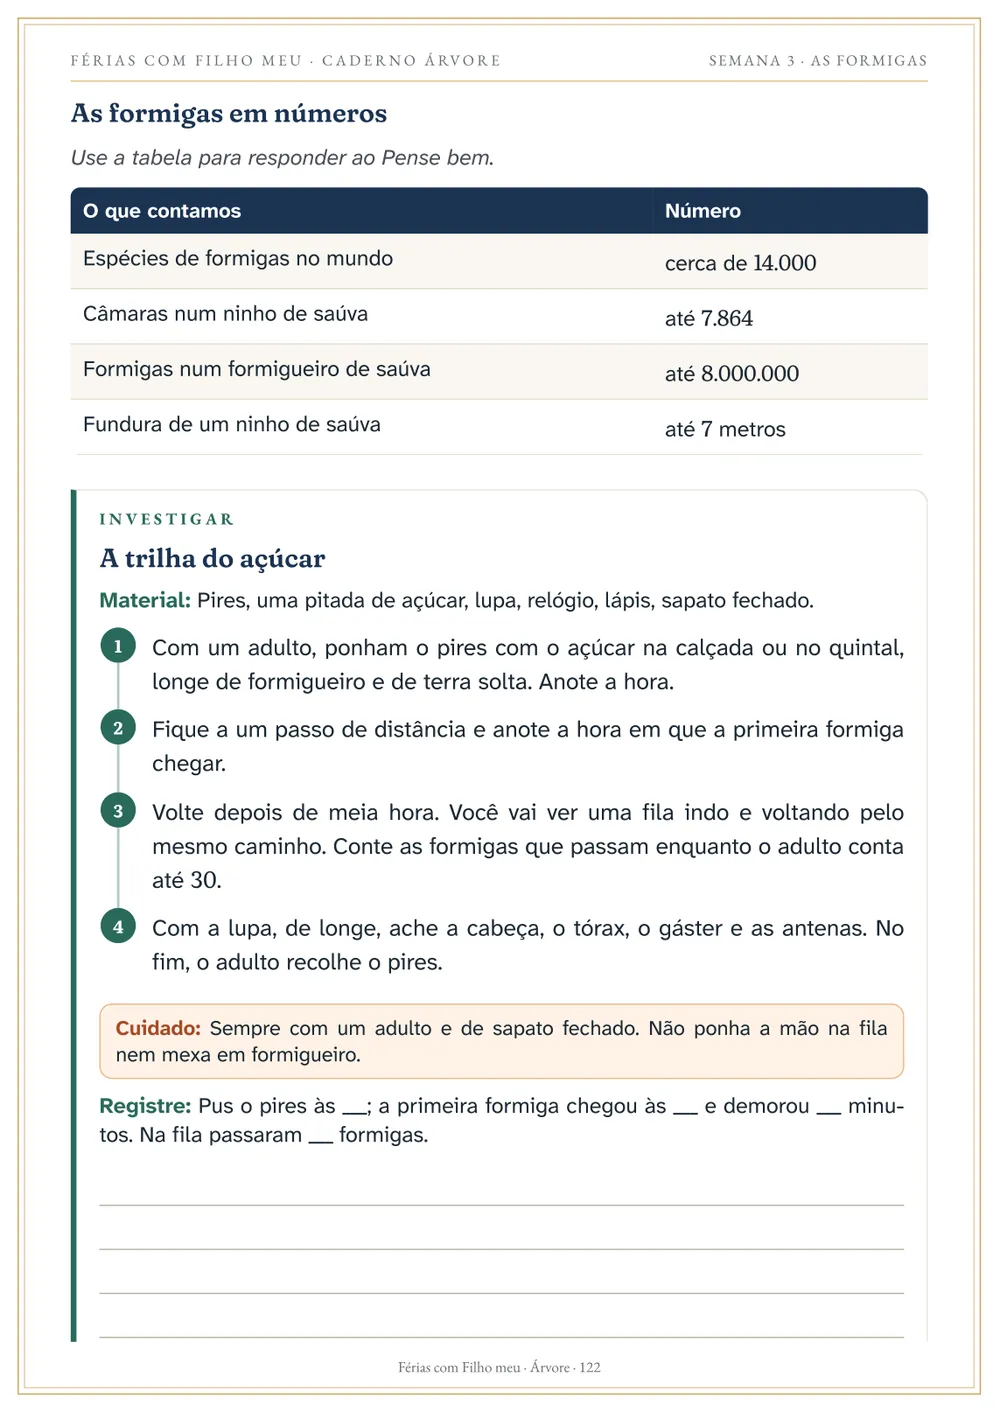 FÉRIAS COM FILHO MEU · CADERNO ÁRVORE
SEMANA 3 · AS FORMIGAS
As formigas em números
Use a tabela para responder ao Pense bem.
O que contamos Número
Espécies de formigas no mundo cerca de 14.000
Câmaras num ninho de saúva até 7.864
Formigas num formigueiro de saúva até 8.000.000
Fundura de um ninho de saúva até 7 metros
INVESTIGAR
A trilha do açúcar
Material: Pires, uma pitada de açúcar, lupa, relógio, lápis, sapato fechado.
1 Com um adulto, ponham o pires com o açúcar na calçada ou no quintal,
longe de formigueiro e de terra solta. Anote a hora.
2 Fique a um passo de distância e anote a hora em que a primeira formiga
chegar.
3 Volte depois de meia hora. Você vai ver uma fila indo e voltando pelo
mesmo caminho. Conte as formigas que passam enquanto o adulto conta
até 30.
4 Com a lupa, de longe, ache a cabeça, o tórax, o gáster e as antenas. No
fim, o adulto recolhe o pires.
Cuidado: Sempre com um adulto e de sapato fechado. Não ponha a mão na fila
nem mexa em formigueiro.
Registre: Pus o pires às __; a primeira formiga chegou às __ e demorou __ minu-
tos. Na fila passaram __ formigas.
Férias com Filho meu · Árvore · 122